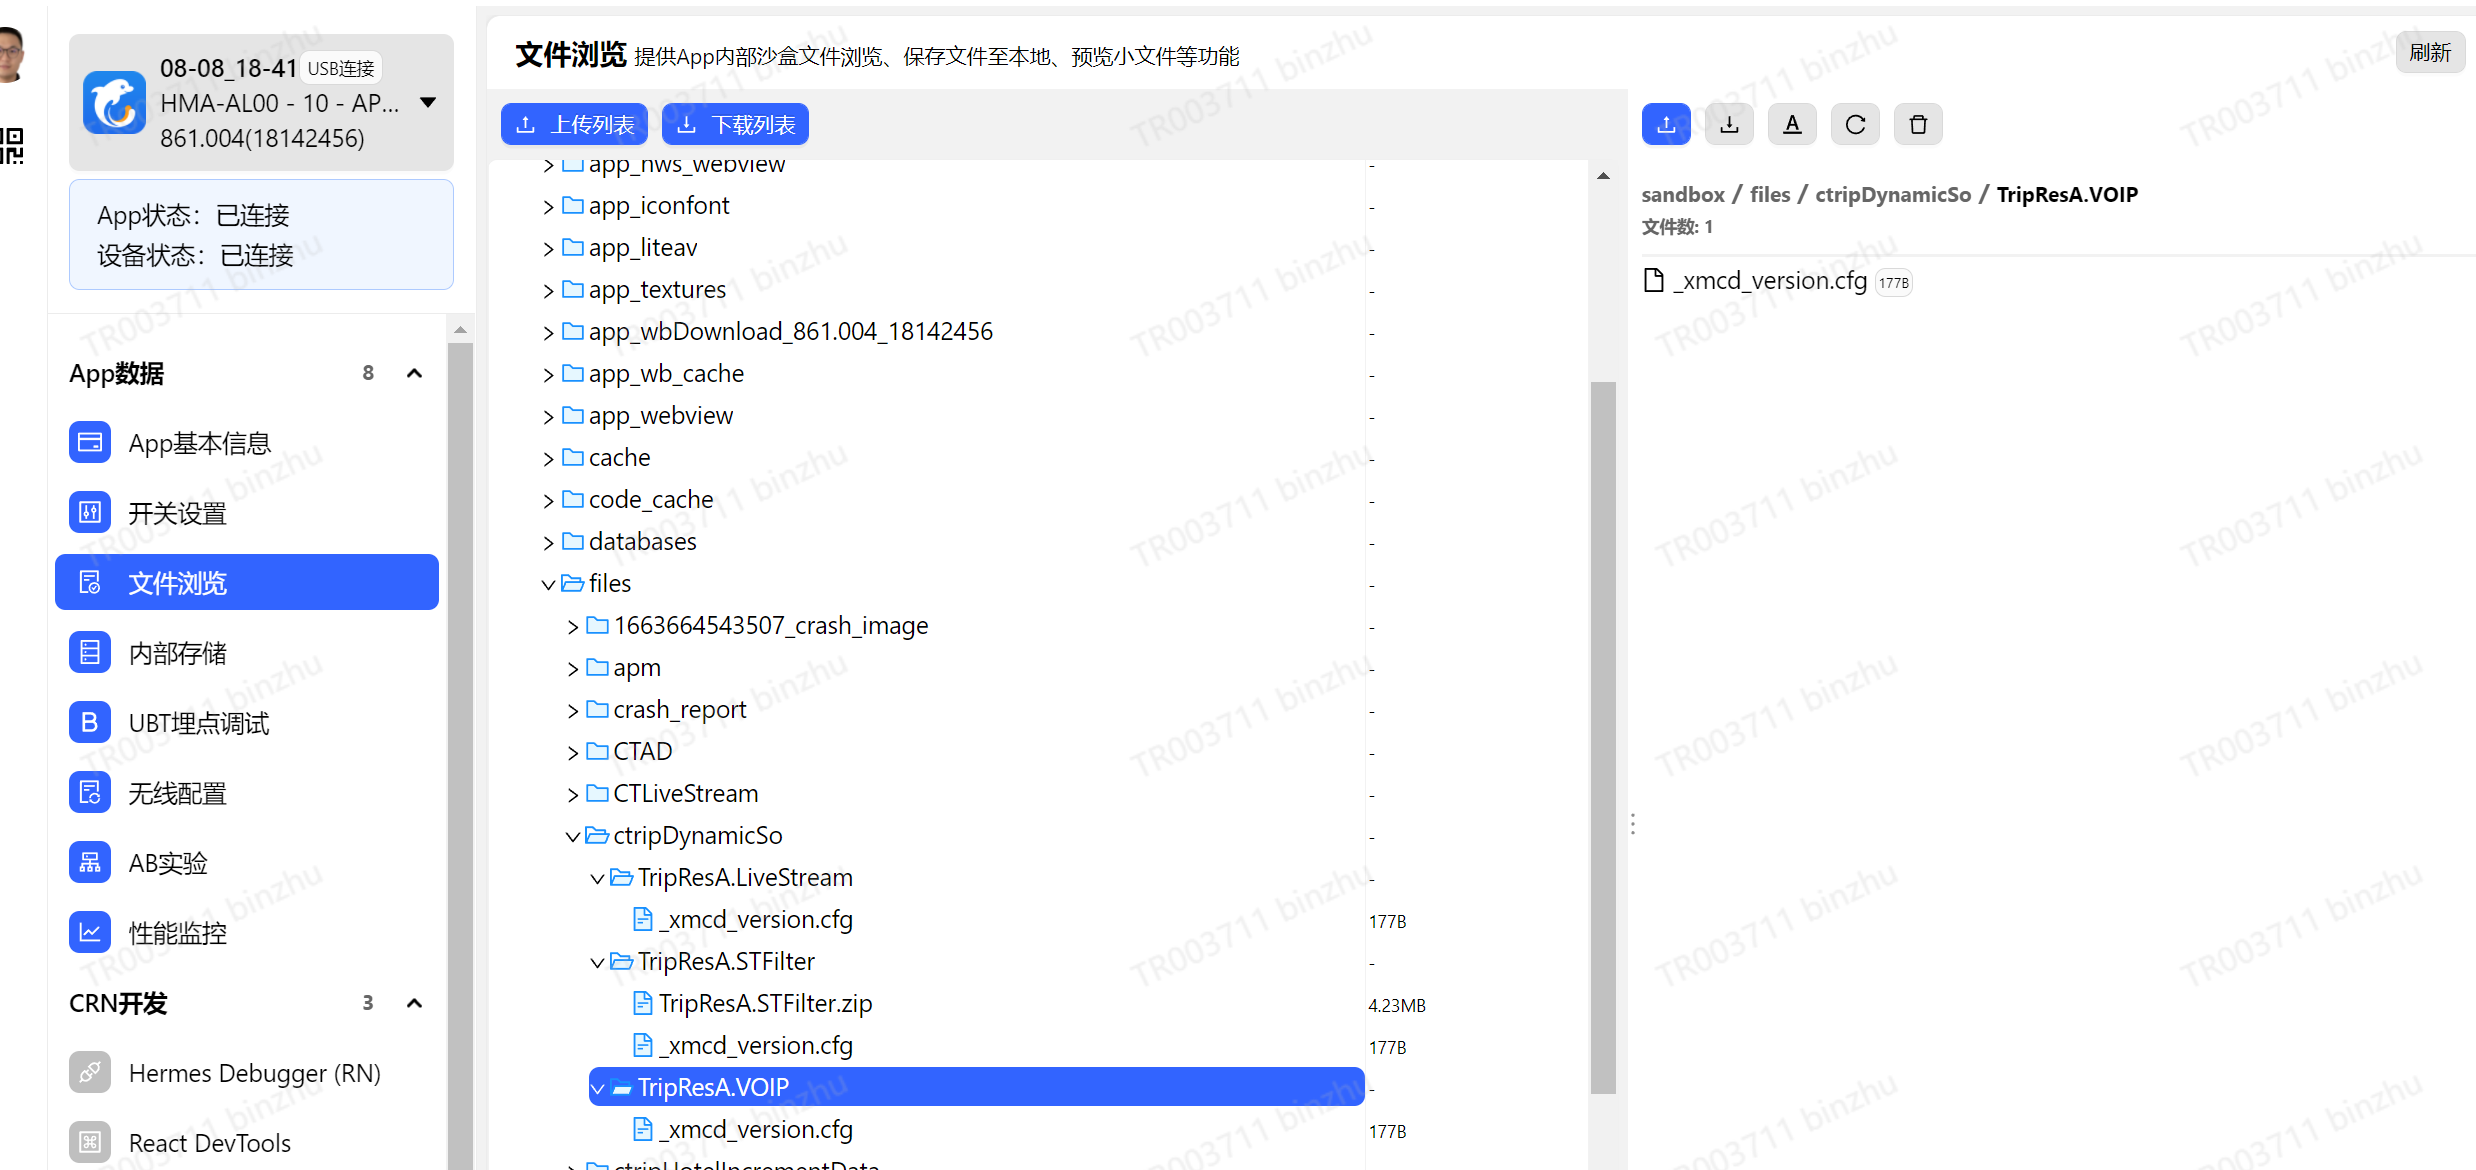 08-08_18-41 USB连接
HMA-AL00 - 10 - AP...
861.004(18142456)
App状态：已连接
设备状态：已连接
App数据 8
App基本信息
开关设置
文件浏览
内部存储
UBT埋点调试
无线配置
AB实验
性能监控
CRN开发 3
Hermes Debugger (RN)
React DevTools
文件浏览 提供App内部沙盒文件浏览、保存文件至本地、预览小文件等功能
刷新
上传列表 下载列表
app_hws_webview -
app_iconfont -
app_liteav -
app_textures -
app_wbDownload_861.004_18142456 -
app_wb_cache -
app_webview -
cache -
code_cache -
databases -
files -
1663664543507_crash_image -
apm -
crash_report -
CTAD -
CTLiveStream -
ctripDynamicSo -
TripResA.LiveStream -
_xmcd_version.cfg 177B
TripResA.STFilter -
TripResA.STFilter.zip 4.23MB
_xmcd_version.cfg 177B
TripResA.VOIP -
_xmcd_version.cfg 177B
ctripHotelIncrementData
sandbox / files / ctripDynamicSo / TripResA.VOIP
文件数: 1
_xmcd_version.cfg 177B
TR003711 binzhu